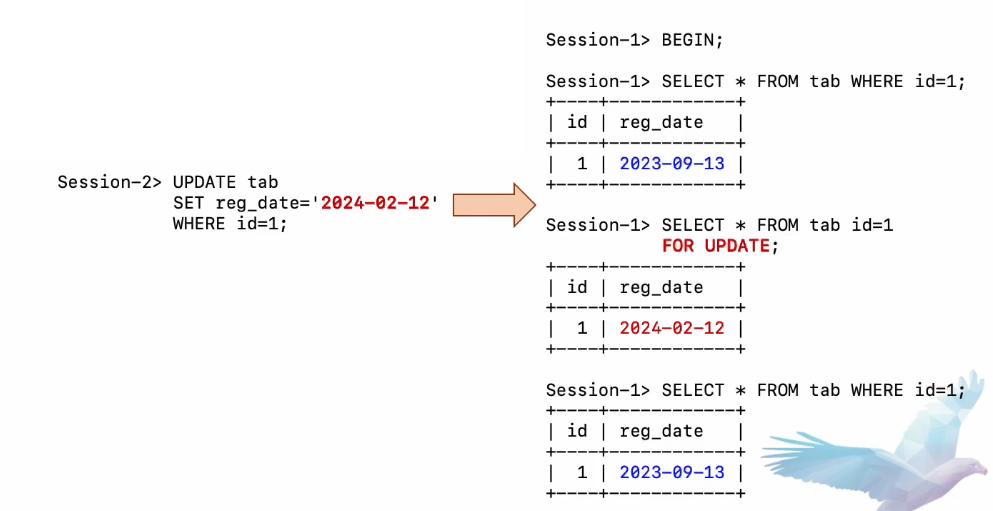 Session-2> UPDATE tab
SET reg_date='2024-02-12'
WHERE id=1;
Session-1> BEGIN;
Session-1> SELECT * FROM tab WHERE id=1;
+----+------------+
| id | reg_date   |
+----+------------+
|  1 | 2023-09-13 |
+----+------------+
Session-1> SELECT * FROM tab id=1
FOR UPDATE;
+----+------------+
| id | reg_date   |
+----+------------+
|  1 | 2024-02-12 |
+----+------------+
Session-1> SELECT * FROM tab WHERE id=1;
+----+------------+
| id | reg_date   |
+----+------------+
|  1 | 2023-09-13 |
+----+------------+